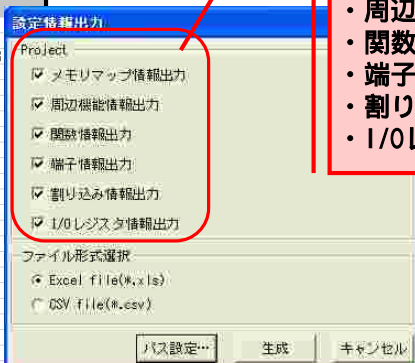 設定情報出力
Project
メモリマップ情報出力
周辺機能情報出力
関数情報出力
端子情報出力
割り込み情報出力
I/Oレジスタ情報出力
ファイル形式選択
Excel file(*.xls)
CSV file(*.csv)
パス設定…
生成
キャンセル
・周辺
・関数
・端子
・割り
・I/Oレ